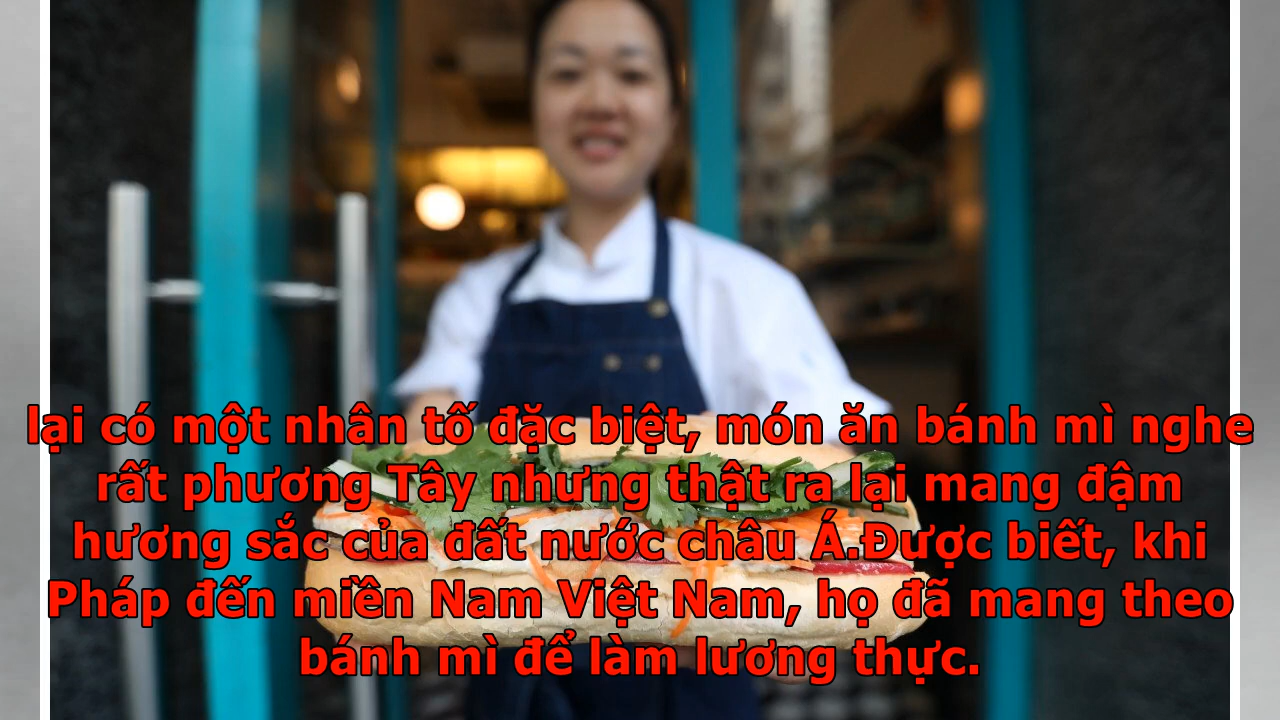 lại có một nhân tố đặc biệt, món ăn bánh mì nghe
rất phương Tây nhưng thật ra lại mang đậm
hương sắc của đất nước châu Á.Được biết, khi
Pháp đến miền Nam Việt Nam, họ đã mang theo
bánh mì để làm lương thực.